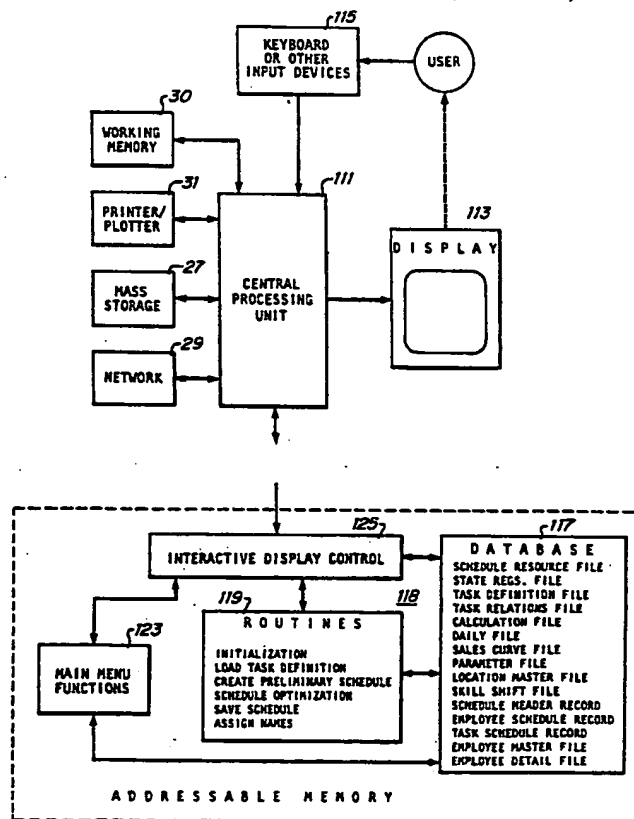 115
KEYBOARD
OR OTHER
INPUT DEVICES
USER
30
WORKING
MEMORY
31
PRINTER/
PLOTTER
27
MASS
STORAGE
29
NETWORK
111
CENTRAL
PROCESSING
UNIT
113
DISPLAY
125
INTERACTIVE DISPLAY CONTROL
123
MAIN MENU
FUNCTIONS
119
118
ROUTINES
INITIALIZATION
LOAD TASK DEFINITION
CREATE PRELIMINARY SCHEDULE
SCHEDULE OPTIMIZATION
SAVE SCHEDULE
ASSIGN NAMES
117
DATABASE
SCHEDULE RESOURCE FILE
STATE REGS. FILE
TASK DEFINITION FILE
TASK RELATIONS FILE
CALCULATION FILE
DAILY FILE
SALES CURVE FILE
PARAMETER FILE
LOCATION MASTER FILE
SKILL SHIFT FILE
SCHEDULE HEADER RECORD
EMPLOYEE SCHEDULE RECORD
TASK SCHEDULE RECORD
EMPLOYEE MASTER FILE
EMPLOYEE DETAIL FILE
ADDRESSABLE MEMORY